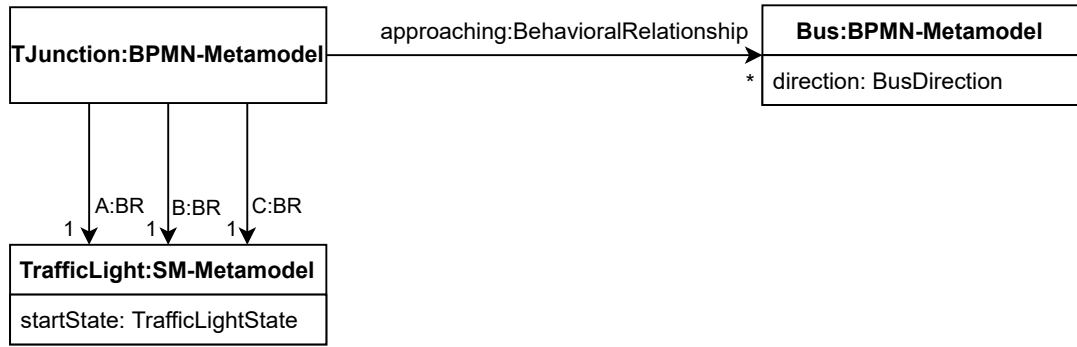 TJunction:BPMN-Metamodel
approaching:BehavioralRelationship
*
Bus:BPMN-Metamodel
direction: BusDirection
A:BR
B:BR
C:BR
1
1
1
TrafficLight:SM-Metamodel
startState: TrafficLightState